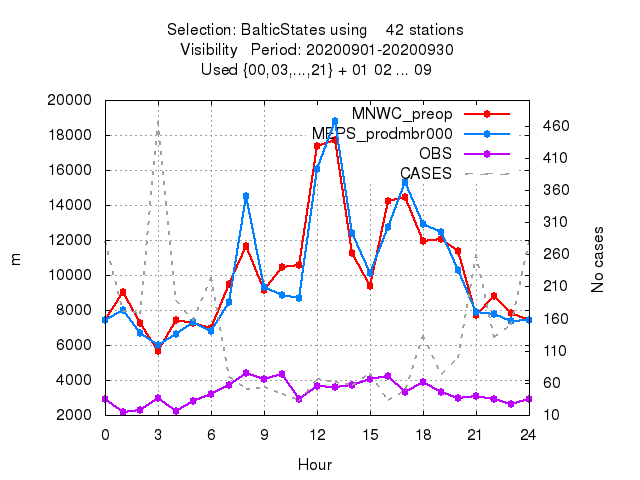 Selection: BalticStates using 42 stations
Visibility Period: 20200901-20200930
Used {00,03,...,21} + 01 02 ... 09
MNWC_preop
MEPS_prodmbr000
OBS
CASES
20000
18000
16000
14000
12000
10000
8000
6000
4000
2000
m
460
410
360
310
260
210
160
110
60
10
No cases
0 3 6 9 12 15 18 21 24
Hour